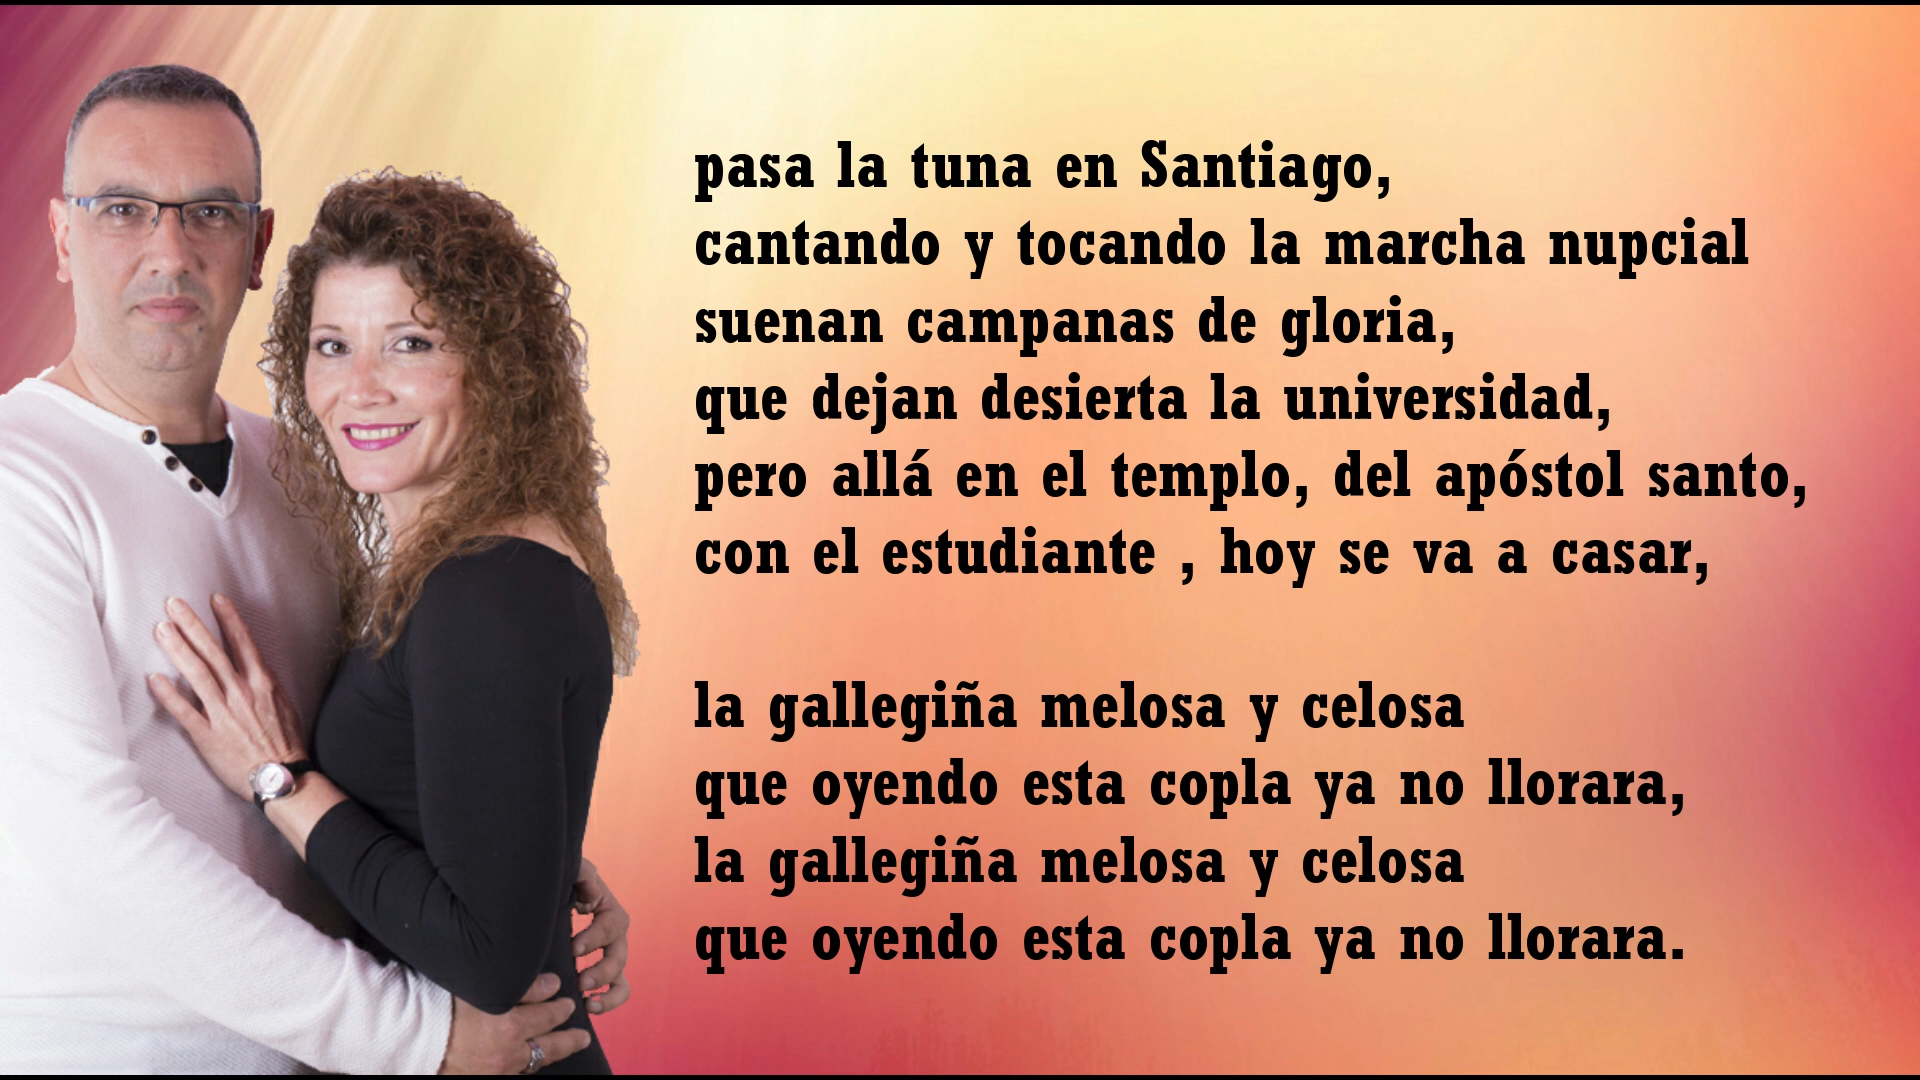 pasa la tuna en Santiago,
cantando y tocando la marcha nupcial
suenan campanas de gloria,
que dejan desierta la universidad,
pero allá en el templo, del apóstol santo,
con el estudiante , hoy se va a casar,
la gallegiña melosa y celosa
que oyendo esta copla ya no llorara,
la gallegiña melosa y celosa
que oyendo esta copla ya no llorara.